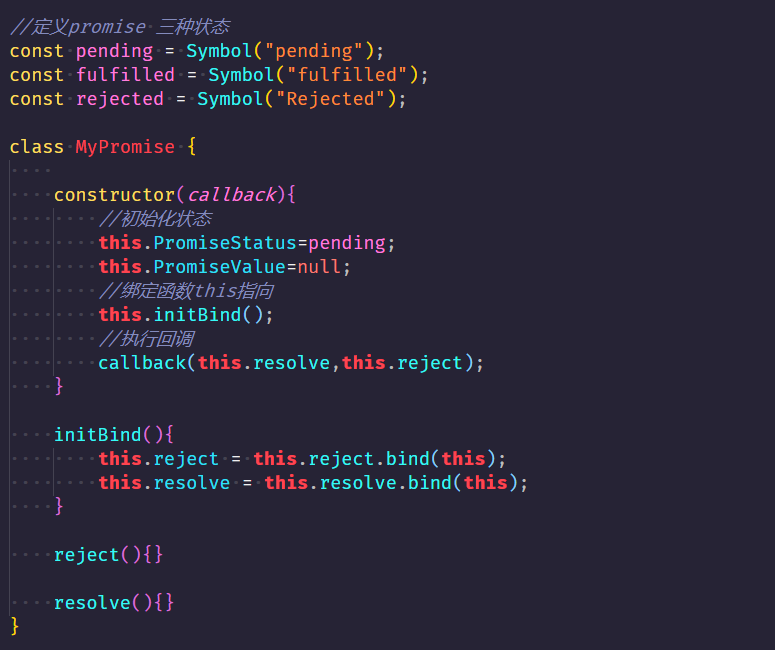 //定义promise 三种状态
const pending = Symbol("pending");
const fulfilled = Symbol("fulfilled");
const rejected = Symbol("Rejected");
class MyPromise {
constructor(callback){
//初始化状态
this.PromiseStatus=pending;
this.PromiseValue=null;
//绑定函数this指向
this.initBind();
//执行回调
callback(this.resolve,this.reject);
}
initBind(){
this.reject = this.reject.bind(this);
this.resolve = this.resolve.bind(this);
}
reject(){}
resolve(){}
}